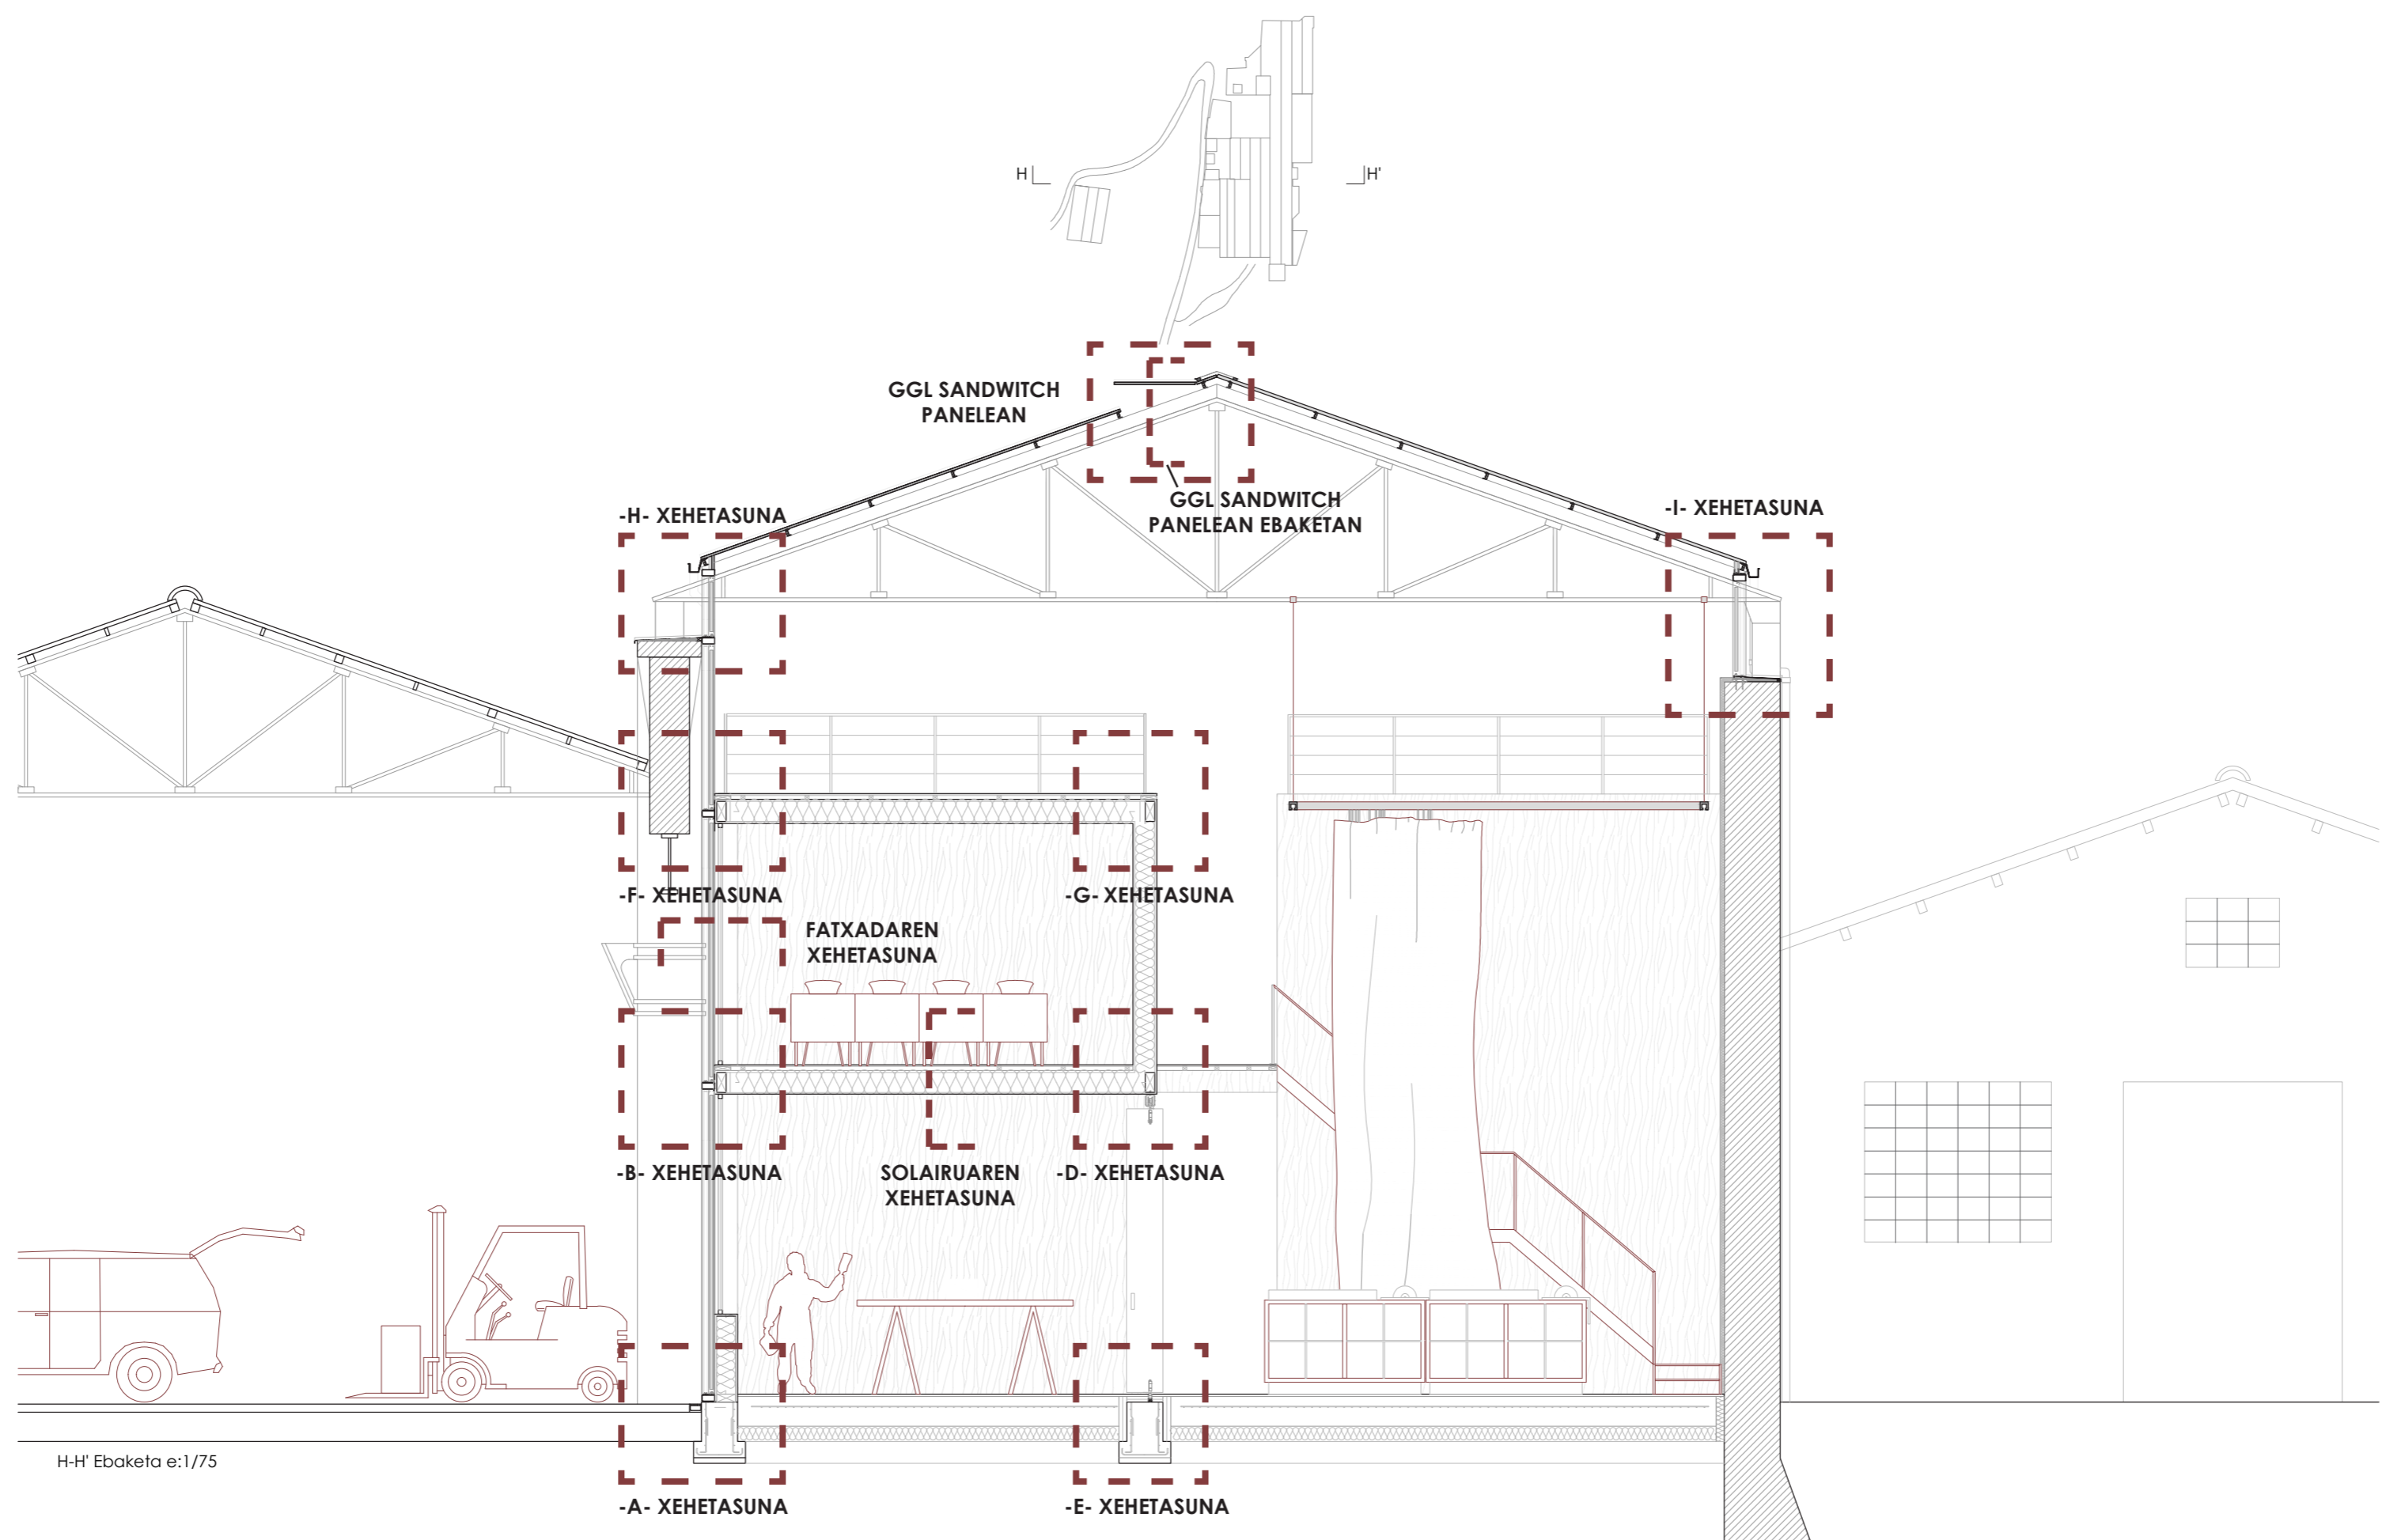 H
H'
GGL SANDWITCH
PANELEAN
GGL SANDWITCH
PANELEAN EBAKETAN
-H- XEHETASUNA
-I- XEHETASUNA
-F- XEHETASUNA
-G- XEHETASUNA
FATXADAREN
XEHETASUNA
-B- XEHETASUNA
SOLAIRUAREN
XEHETASUNA
-D- XEHETASUNA
H-H' Ebaketa e:1/75
-A- XEHETASUNA
-E- XEHETASUNA